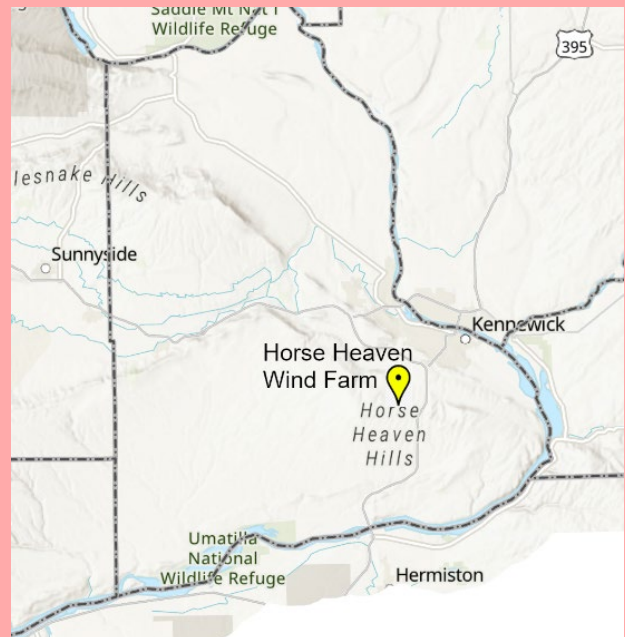 Saddle Mt Nat'l
Wildlife Refuge
395
lesnake Hills
Sunnyside
Kennewick
Horse Heaven
Wind Farm
Horse
Heaven
Hills
Umatilla
National
Wildlife Refuge
Hermiston